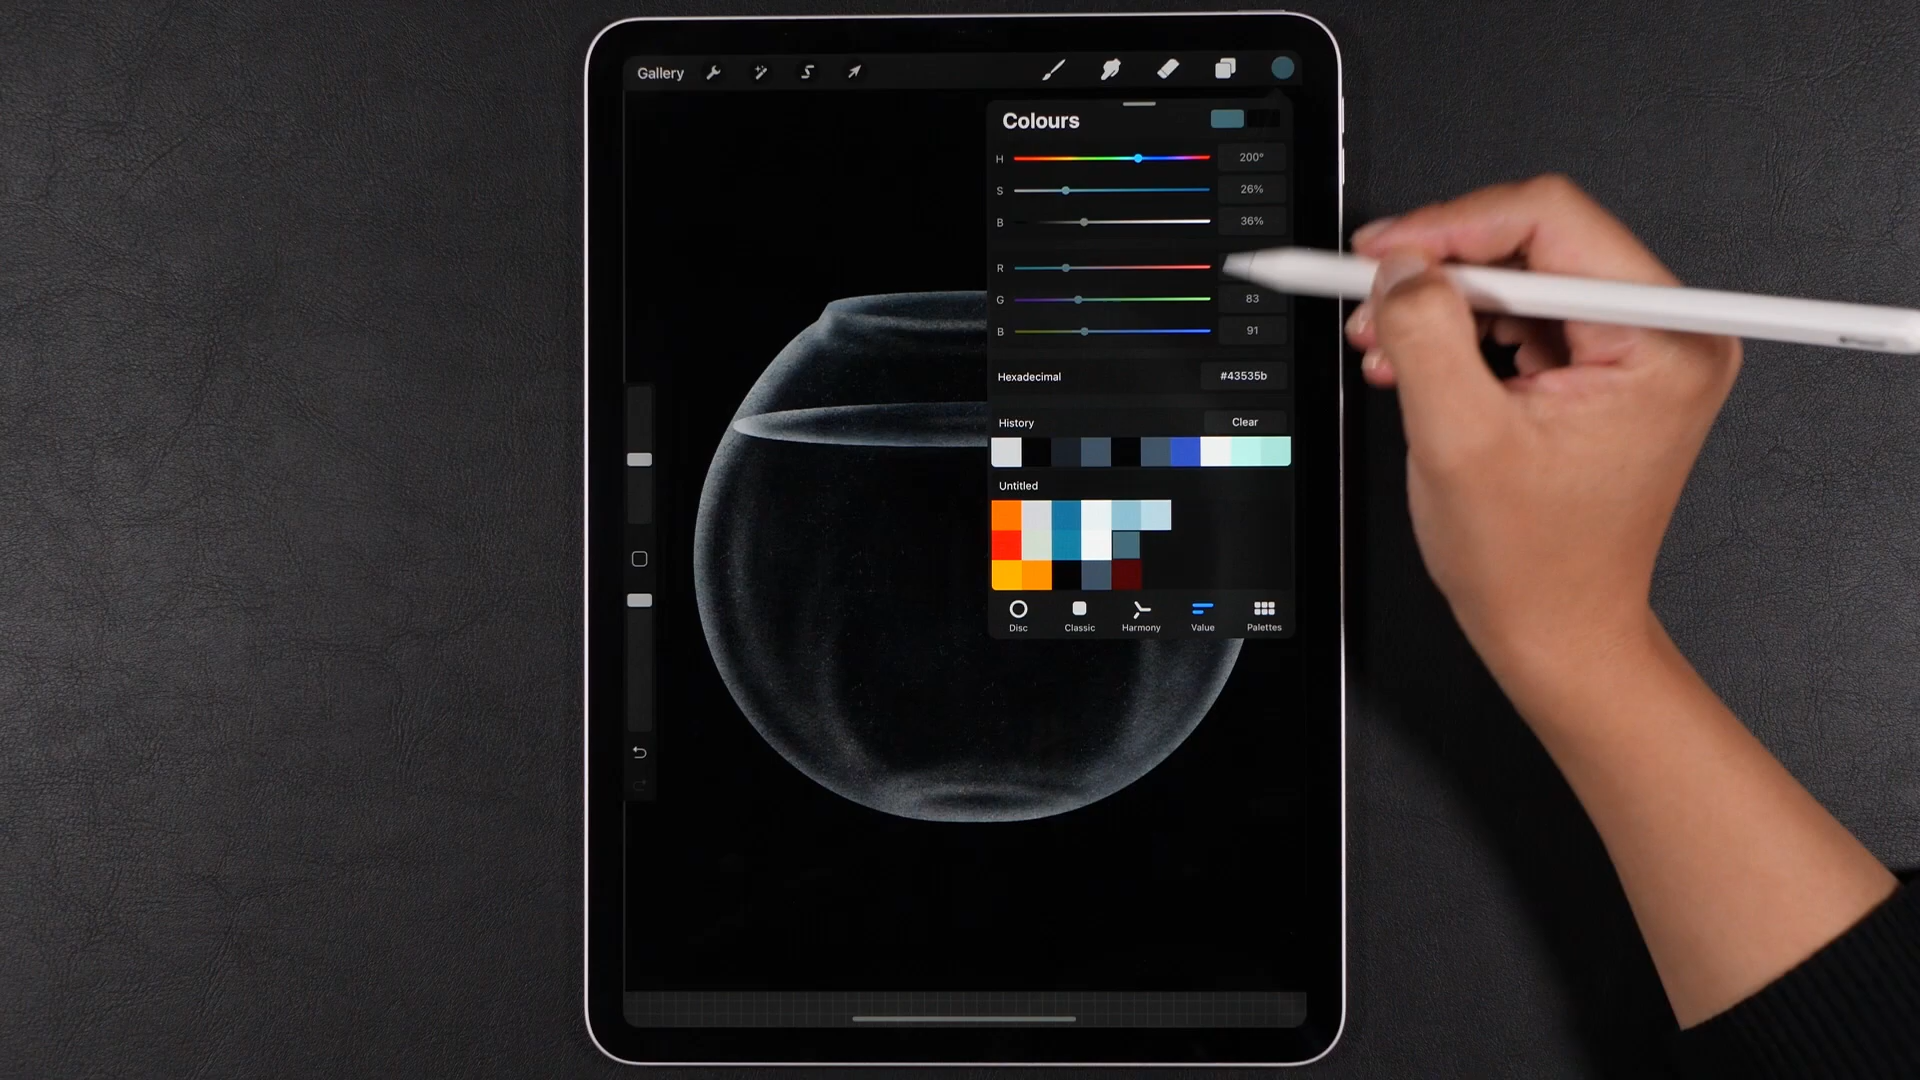 Gallery
Colours
H 200°
S 26%
B 36%
R
G 83
B 91
Hexadecimal #43535b
History Clear
Untitled
Disc Classic Harmony Value Palettes